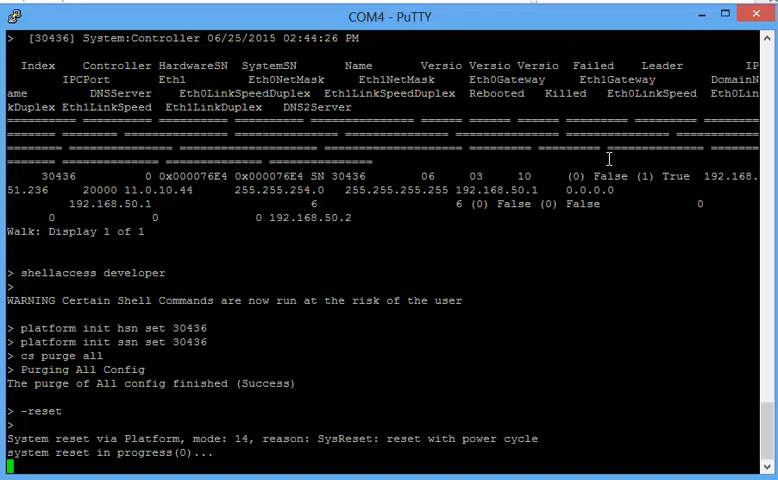 COM4 - PuTTY
> [30436] System:Controller 06/25/2015 02:44:26 PM
Index Controller HardwareSN SystemSN Name Versio Versio Versio Failed Leader IP
IPCPort Eth1 Eth0NetMask Eth1NetMask Eth0Gateway Eth1Gateway DomainN
ame DNSServer Eth0LinkSpeedDuplex Eth1LinkSpeedDuplex Rebooted Killed Eth0LinkSpeed Eth0Lin
kDuplex Eth1LinkSpeed Eth1LinkDuplex DNS2Server
30436 0 0x000076E4 0x000076E4 SN 30436 06 03 10 (0) False (1) True 192.168.
51.236 20000 11.0.10.44 255.255.254.0 255.255.255.255 192.168.50.1 0.0.0.0
192.168.50.1 6 6 (0) False (0) False 0
0 0 0 192.168.50.2
Walk: Display 1 of 1
> shellaccess developer
>
WARNING Certain Shell Commands are now run at the risk of the user
> platform init hsn set 30436
> platform init ssn set 30436
> cs purge all
> Purging All Config
The purge of All config finished (Success)
> -reset
>
System reset via Platform, mode: 14, reason: SysReset: reset with power cycle
system reset in progress(0)...